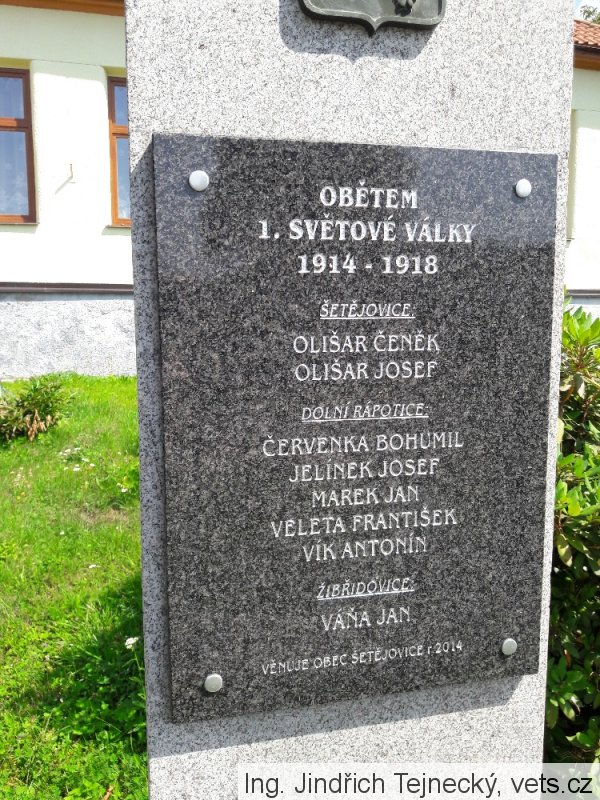 OBĚTEM
1. SVĚTOVÉ VÁLKY
1914 - 1918
ŠETĚJOVICE:
OLIŠAR ČENĚK
OLIŠAR JOSEF
DOLNÍ RÁPOTICE:
ČERVENKA BOHUMIL
JELÍNEK JOSEF
MAREK JAN
VELETA FRANTIŠEK
VÍK ANTONÍN
ŽIBŘIDOVICE:
VÁŇA JAN
VĚNUJE OBEC ŠETĚJOVICE r.2014
Ing. Jindřich Tejnecký, vets.cz